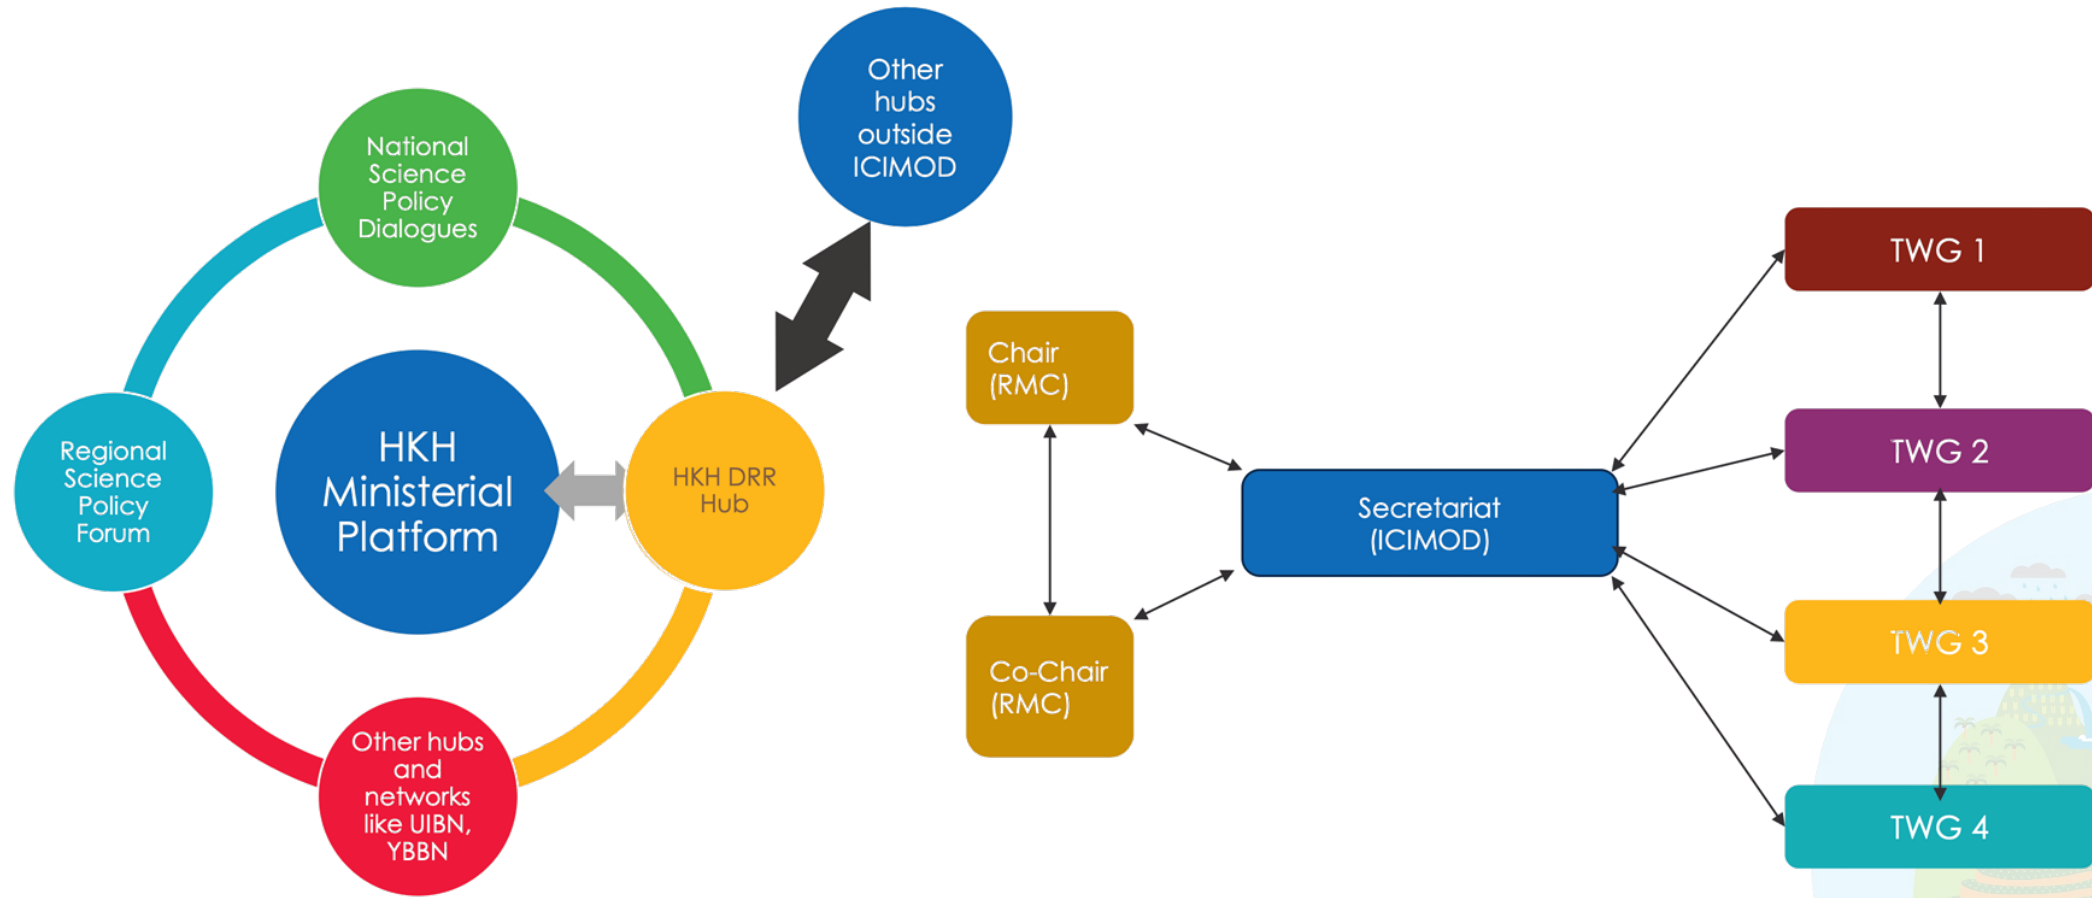 Other
hubs
outside
ICIMOD
National
Science
Policy
Dialogues
Regional
Science
Policy
Forum
HKH
Ministerial
Platform
HKH DRR
Hub
Other hubs
and
networks
like UIBN,
YBBN
Chair
(RMC)
Co-Chair
(RMC)
Secretariat
(ICIMOD)
TWG 1
TWG 2
TWG 3
TWG 4